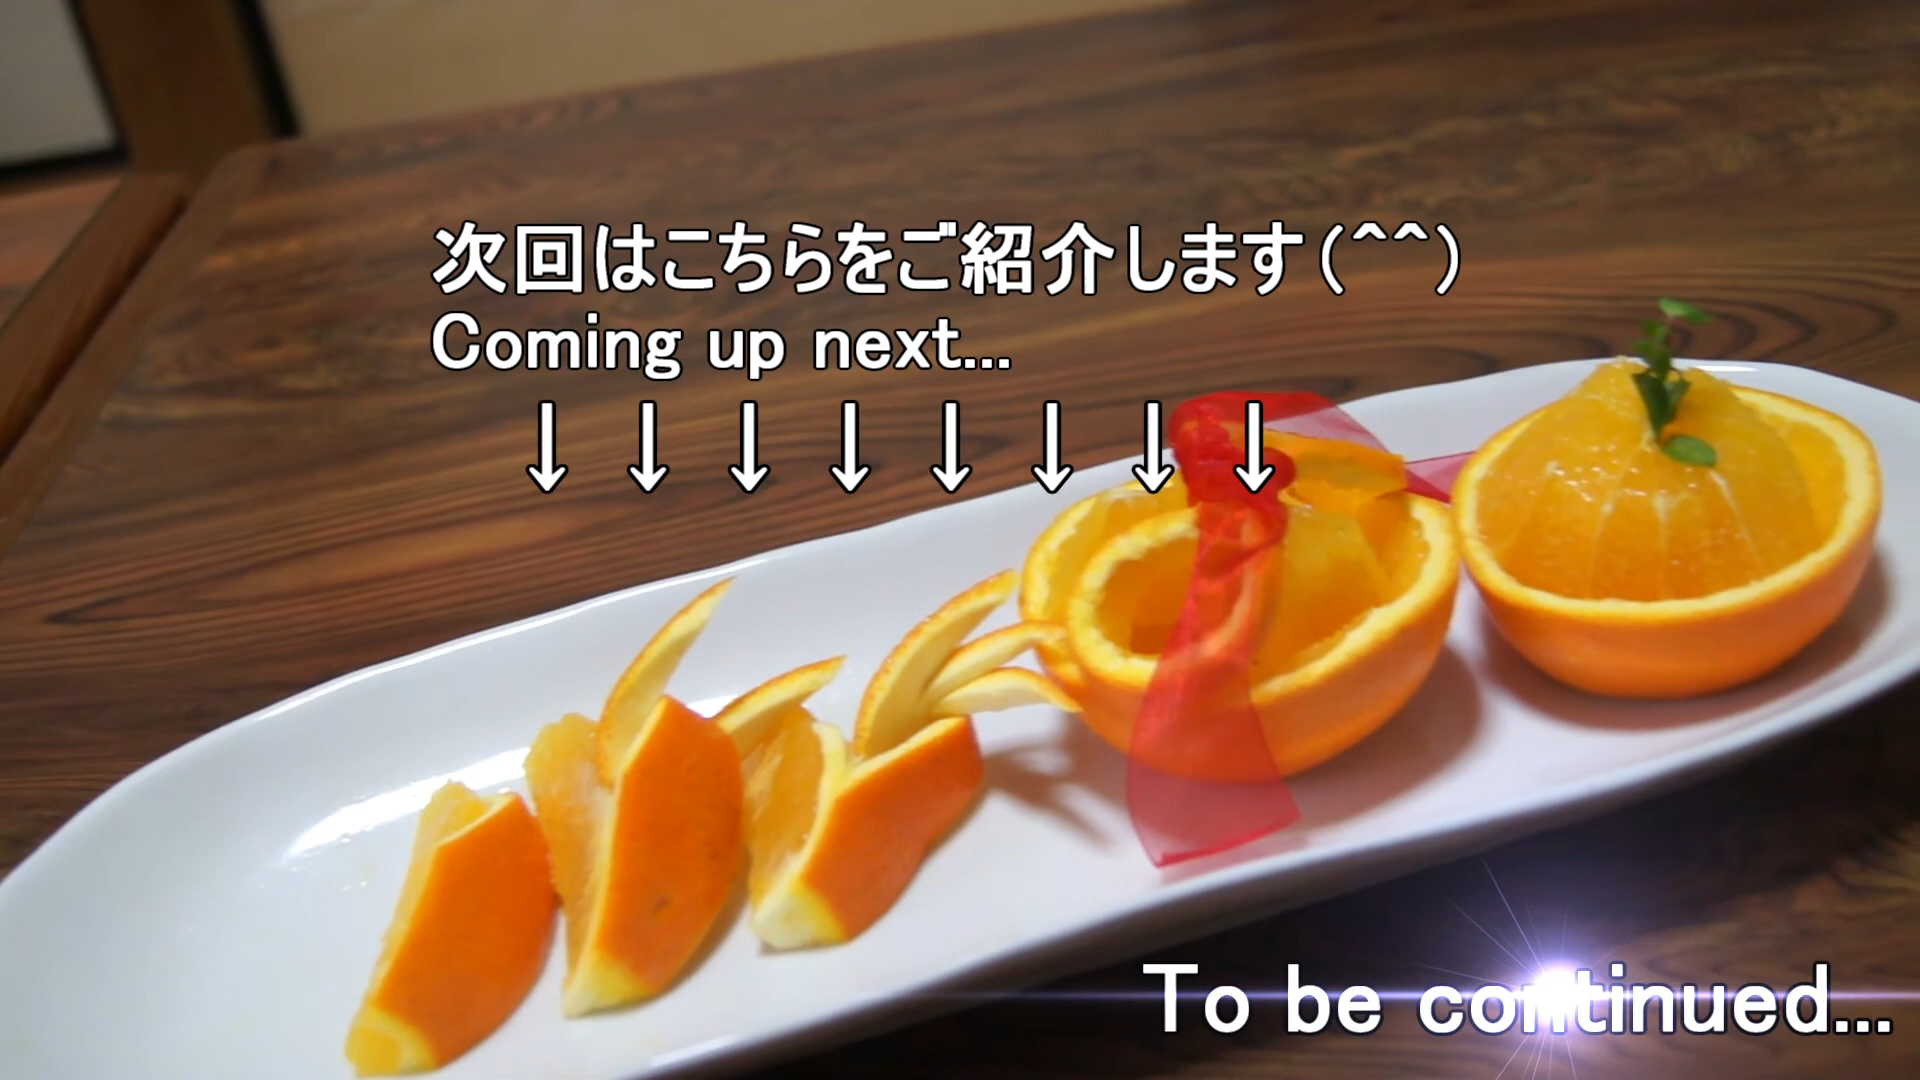 次回はこちらをご紹介します(^^)
Coming up next...
↓ ↓ ↓ ↓ ↓ ↓ ↓ ↓
To be continued...